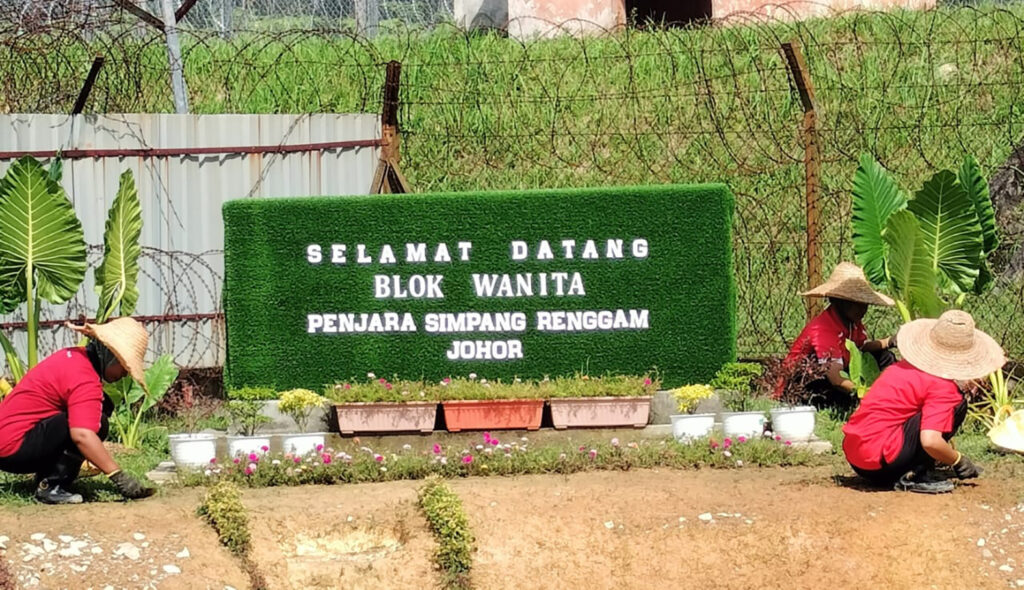 SELAMAT DATANG
BLOK WANITA
PENJARA SIMPANG RENGGAM
JOHOR